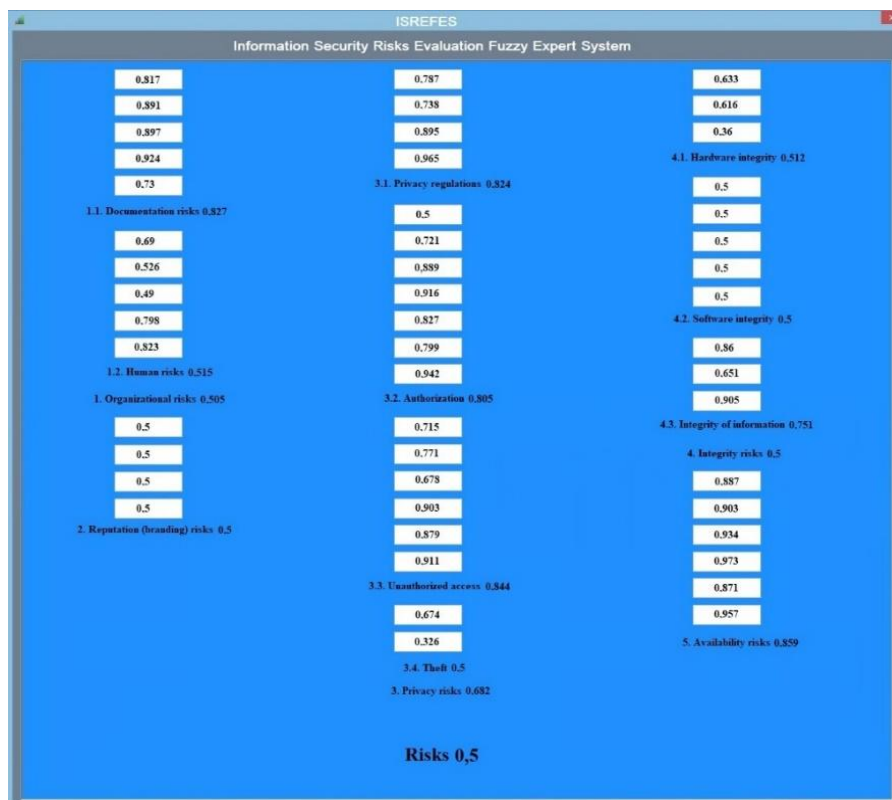 ISREFES
x
Information Security Risks Evaluation Fuzzy Expert System
0.817
0.891
0.897
0.924
0.73
1.1. Documentation risks 0.827
0.69
0.526
0.49
0.798
0.823
1.2. Human risks 0.515
1. Organizational risks 0.505
0.5
0.5
0.5
0.5
2. Reputation (branding) risks 0.5
0.787
0.738
0.895
0.965
3.1. Privacy regulations 0.824
0.5
0.721
0,889
0.916
0.827
0.799
0.942
3.2. Authorization 0.805
0.715
0.771
0.678
0.903
0.879
0.911
3.3. Unauthorized access 0.844
0.674
0.326
3.4. Theft 0.5
3. Privacy risks 0.682
0.633
0.616
0.36
4.1. Hardware integrity 0.512
0.5
0.5
0.5
0.5
0.5
4.2. Software integrity 0.5
0.86
0.651
0.905
4.3. Integrity of information 0.751
4. Integrity risks 0.5
0.887
0.903
0.934
0.973
0.871
0.957
5. Availability risks 0.859
Risks 0,5